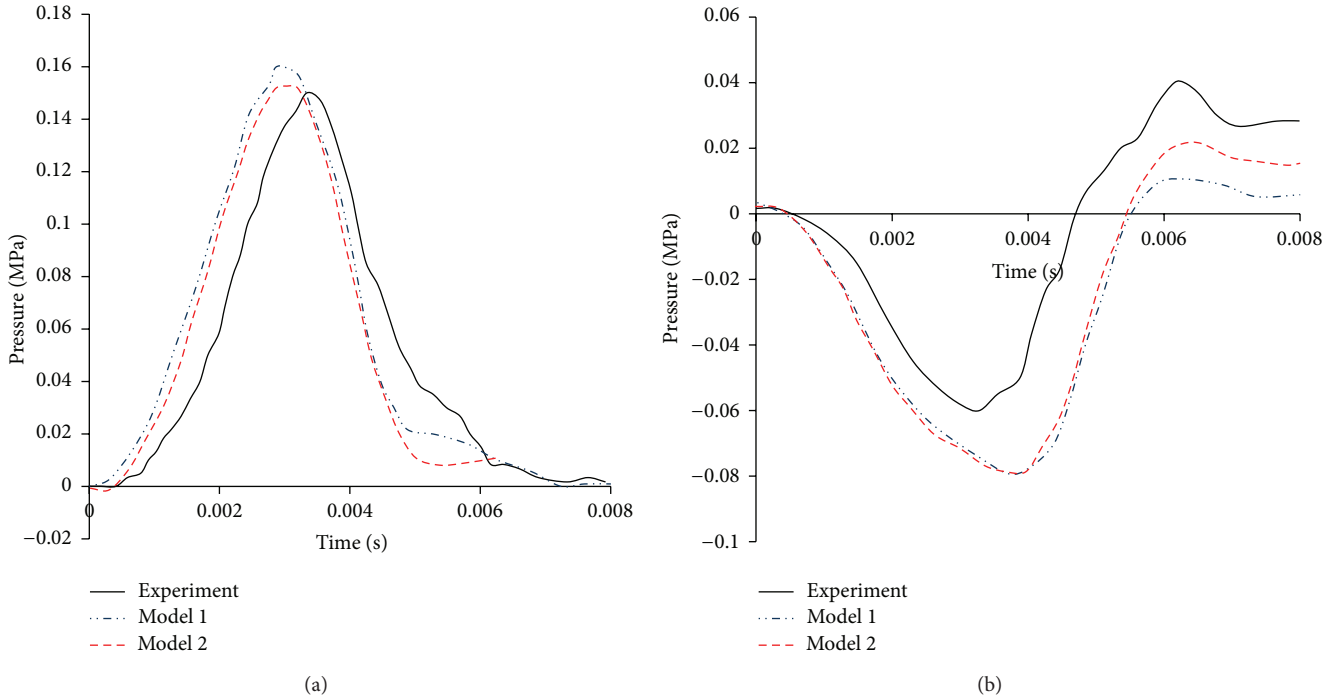 0.18
0.16
0.14
0.12
0.1
0.08
0.06
0.04
0.02
0
−0.02
Pressure (MPa)
0
0.002
0.004
0.006
0.008
Time (s)
Experiment
Model 1
Model 2
(a)
0.06
0.04
0.02
0
−0.02
−0.04
−0.06
−0.08
−0.1
Pressure (MPa)
0
0.002
0.004
0.006
0.008
Time (s)
Experiment
Model 1
Model 2
(b)